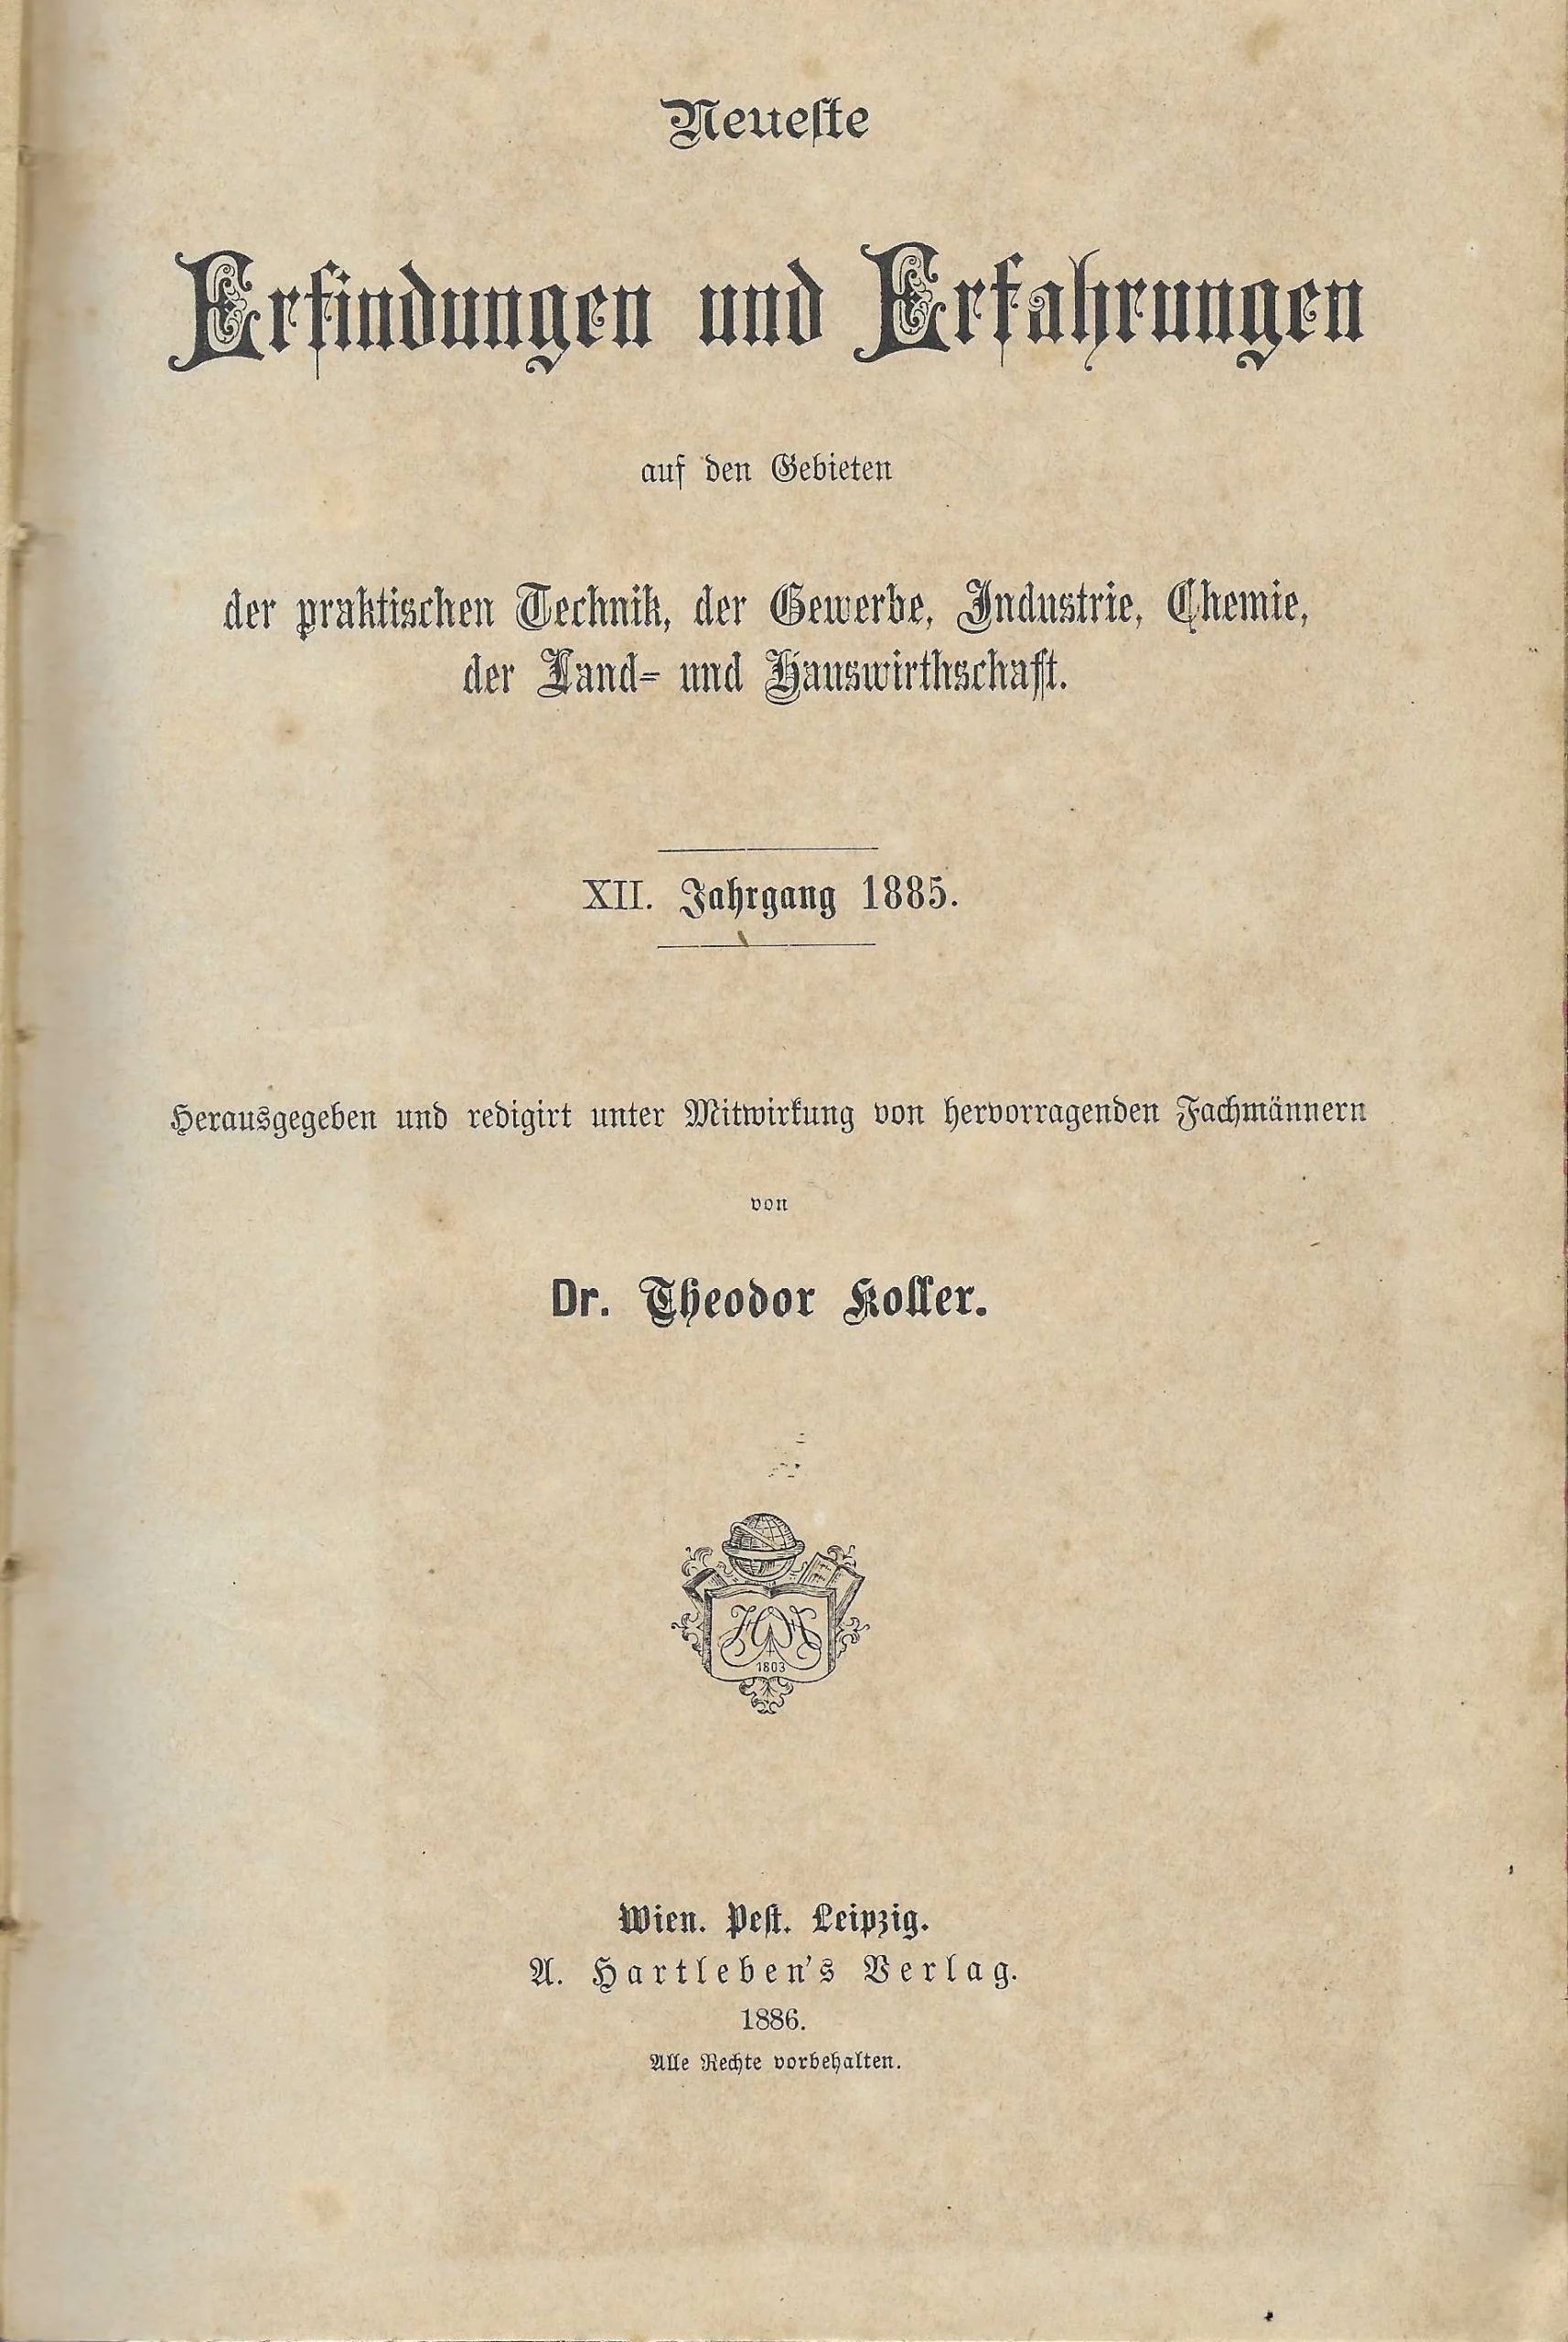 Neueste
Erfindungen und Erfahrungen
auf den Gebieten
der praktischen Technik, der Gewerbe, Industrie, Chemie,
der Land- und Hauswirthschaft.
XII. Jahrgang 1885.
Herausgegeben und redigirt unter Mitwirkung von hervorragenden Fachmännern
von
Dr. Theodor Koller.
1803
Wien. Pest. Leipzig.
A. Hartleben's Verlag.
1886.
Alle Rechte vorbehalten.